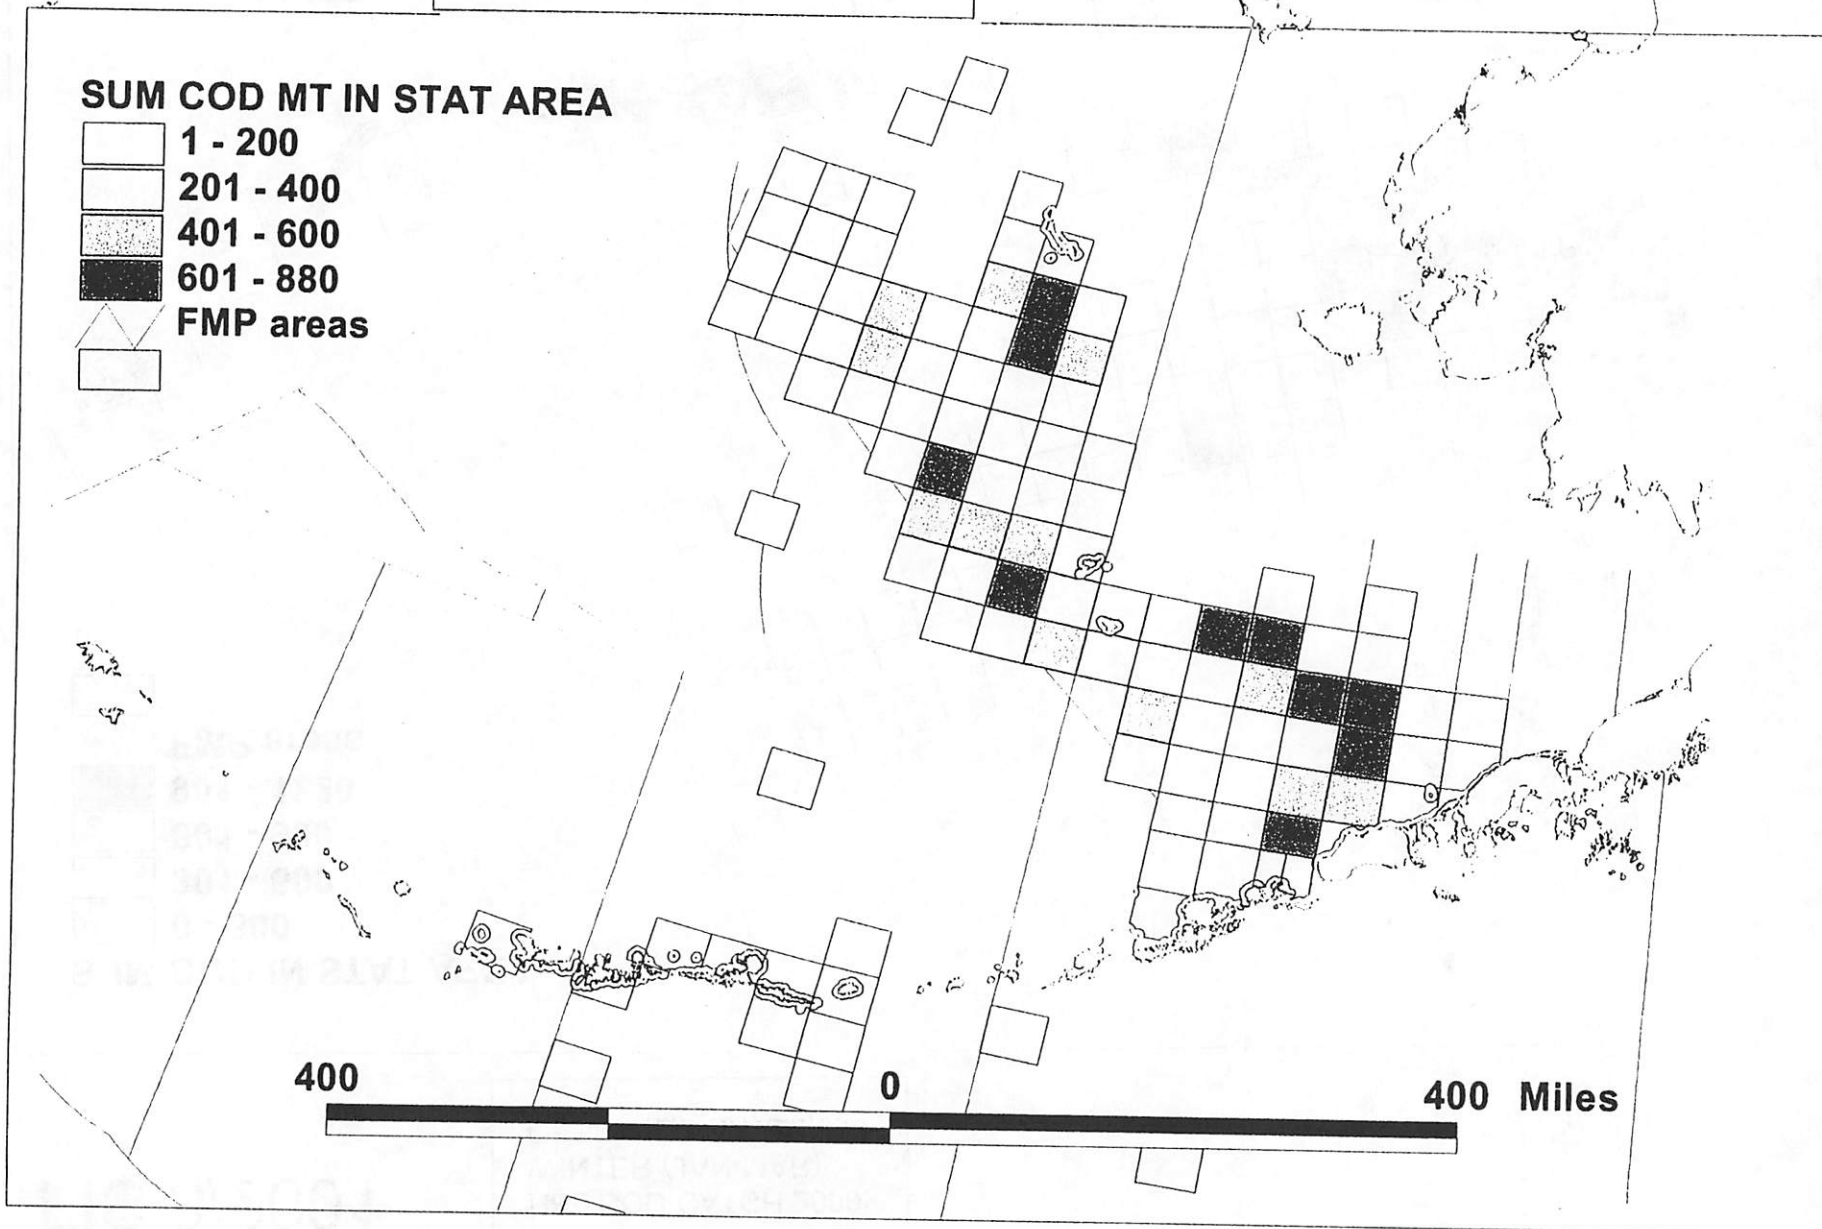 SUM COD MT IN STAT AREA
1 - 200
201 - 400
401 - 600
601 - 880
FMP areas
400 0 400 Miles